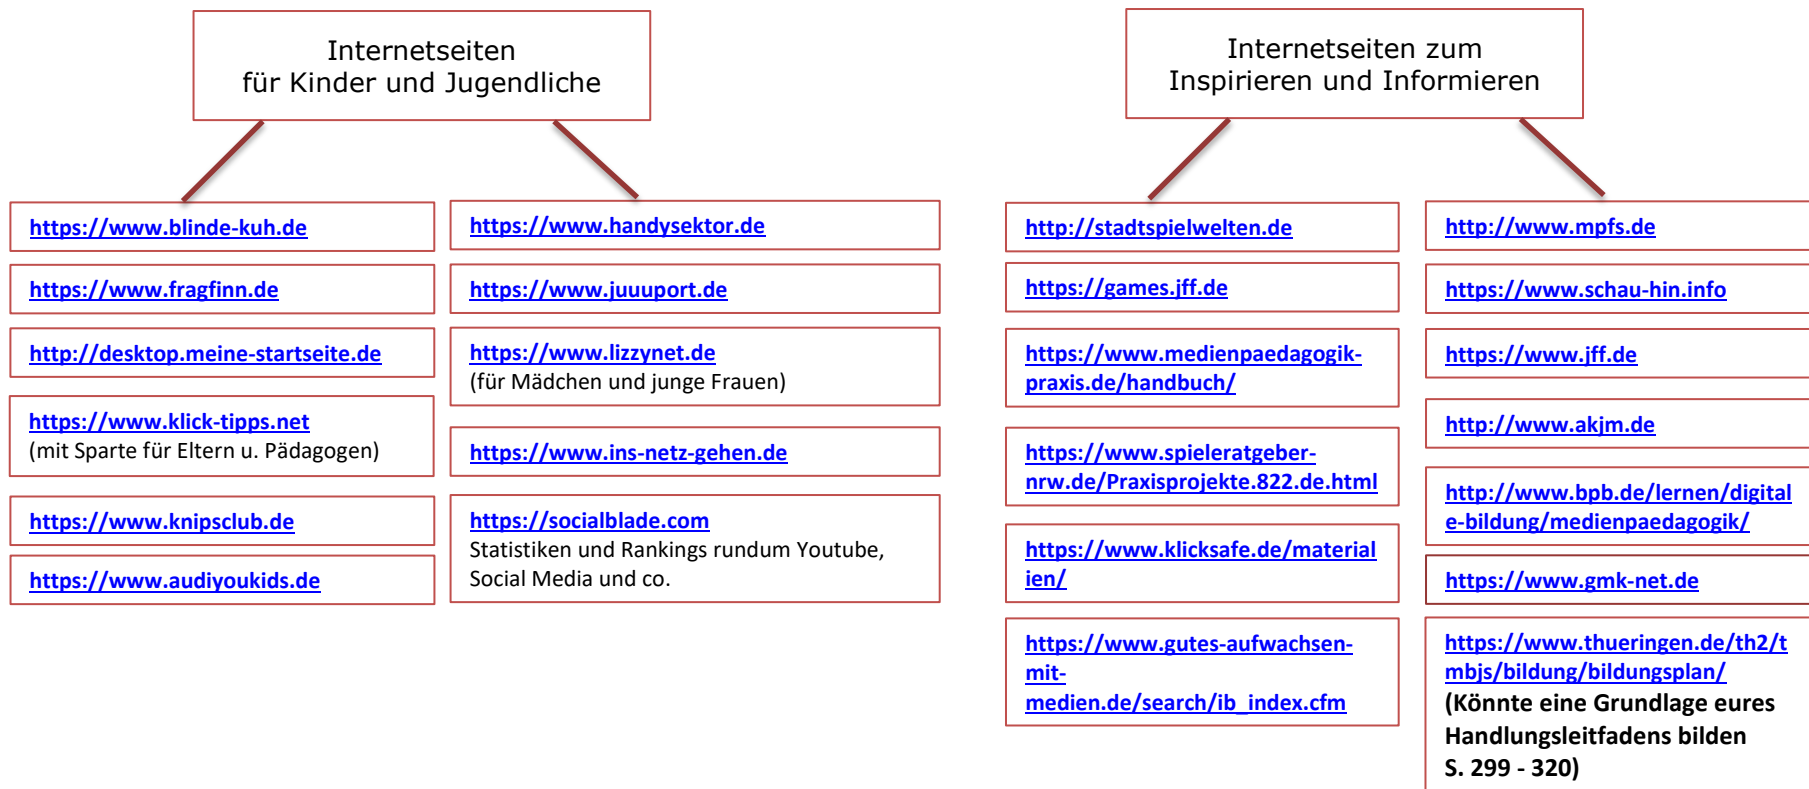 Internetseiten
für Kinder und Jugendliche
https://www.blinde-kuh.de
https://www.fragfinn.de
http://desktop.meine-startseite.de
https://www.klick-tipps.net
(mit Sparte für Eltern u. Pädagogen)
https://www.knipsclub.de
https://www.audiyoukids.de
https://www.handysektor.de
https://www.juuuport.de
https://www.lizzynet.de
(für Mädchen und junge Frauen)
https://www.ins-netz-gehen.de
https://socialblade.com
Statistiken und Rankings rundum Youtube,
Social Media und co.
Internetseiten zum
Inspirieren und Informieren
http://stadtspielwelten.de
https://games.jff.de
https://www.medienpaedagogik-
praxis.de/handbuch/
https://www.spieleratgeber-
nrw.de/Praxisprojekte.822.de.html
https://www.klicksafe.de/material
ien/
https://www.gutes-aufwachsen-
mit-
medien.de/search/ib_index.cfm
http://www.mpfs.de
https://www.schau-hin.info
https://www.jff.de
http://www.akjm.de
http://www.bpb.de/lernen/digital
e-bildung/medienpaedagogik/
https://www.gmk-net.de
https://www.thueringen.de/th2/t
mbjs/bildung/bildungsplan/
(Könnte eine Grundlage eures
Handlungsleitfadens bilden
S. 299 - 320)